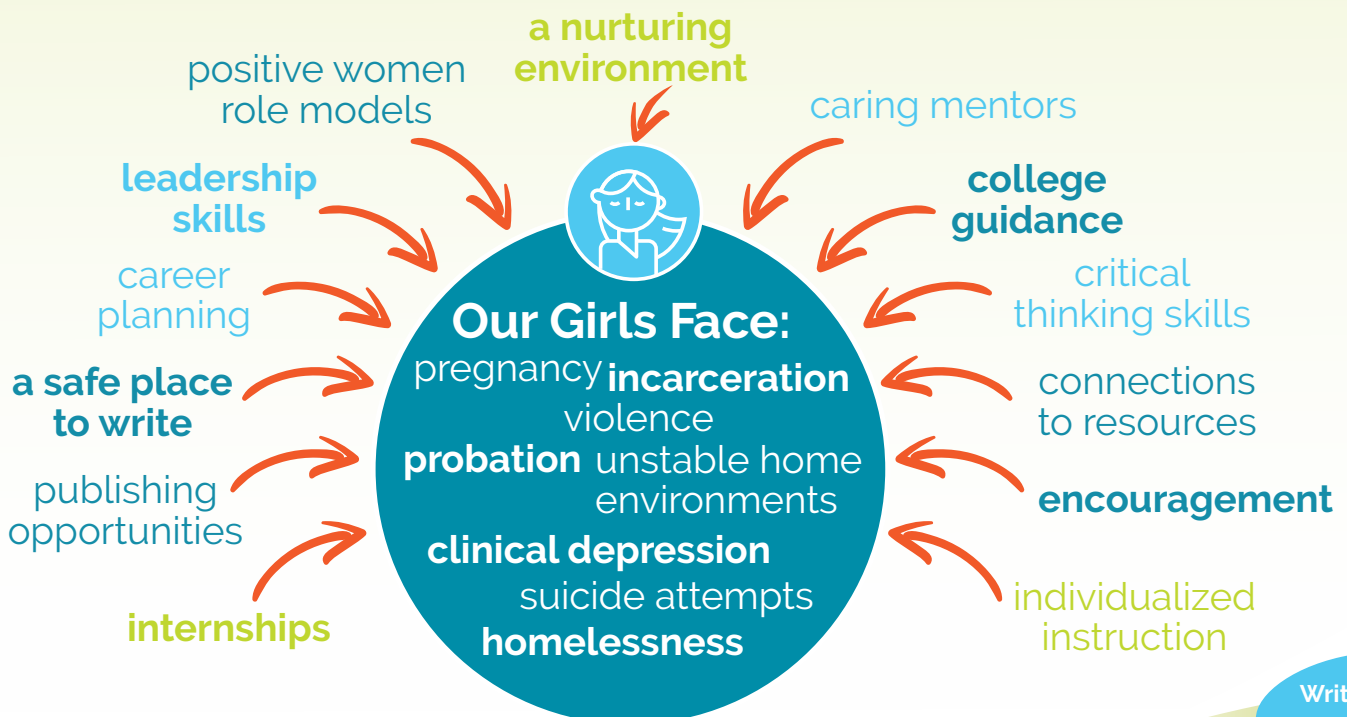 a nurturing
environment
positive women
role models
caring mentors
leadership
skills
college
guidance
career
planning
critical
thinking skills
a safe place
to write
connections
to resources
publishing
opportunities
encouragement
internships
individualized
instruction
Our Girls Face:
pregnancy incarceration
violence
probation unstable home
environments
clinical depression
suicide attempts
homelessness
Writ